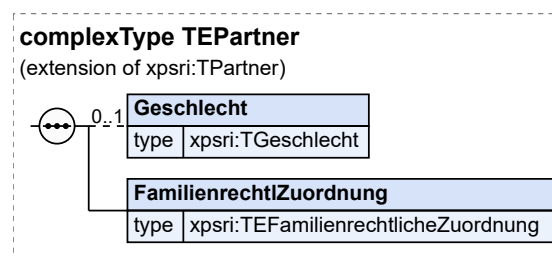 complexType TEPartner
(extension of xpsri:TPartner)
0..1
Geschlecht
type xpsri:TGeschlecht
FamilienrechtlZuordnung
type xpsri:TEFamilienrechtlicheZuordnung